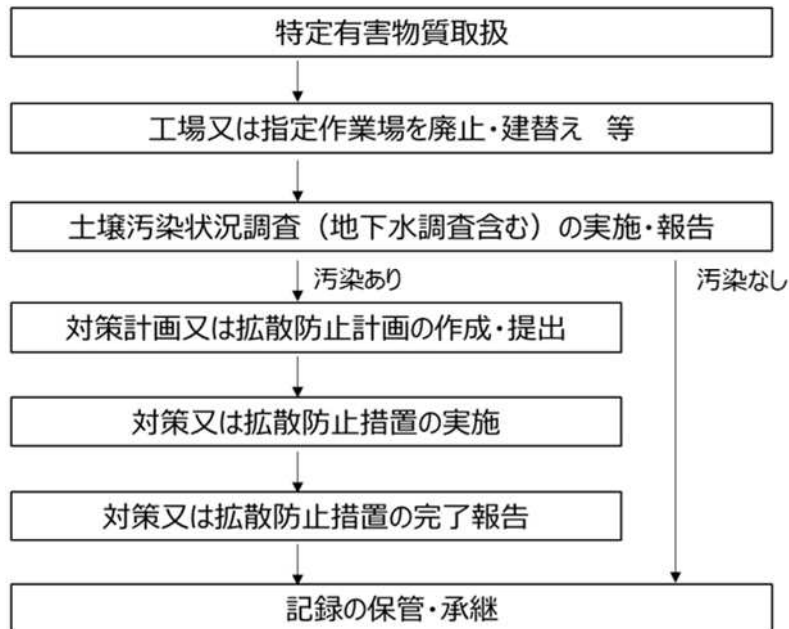 特定有害物質取扱
工場又は指定作業場を廃止・建替え　等
土壌汚染状況調査（地下水調査含む）の実施・報告
汚染あり
汚染なし
対策計画又は拡散防止計画の作成・提出
対策又は拡散防止措置の実施
対策又は拡散防止措置の完了報告
記録の保管・承継